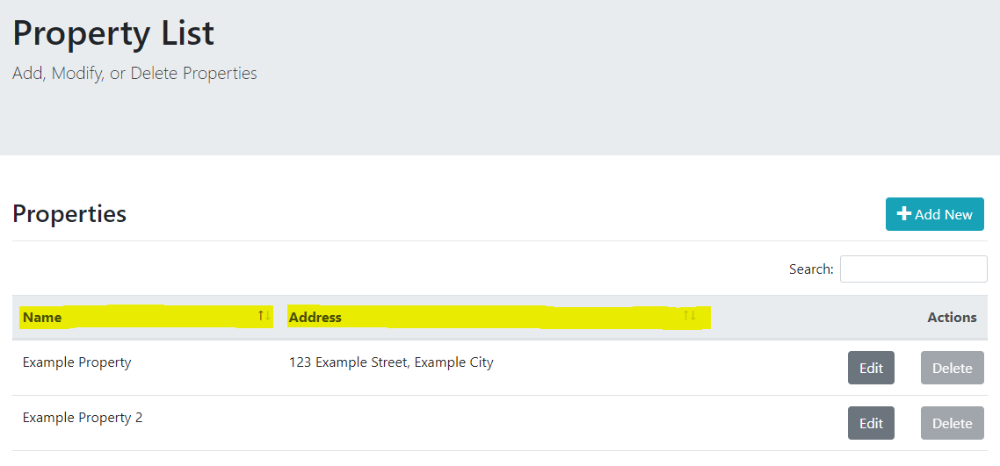 Property List
Add, Modify, or Delete Properties
Properties
Add New
Search:
Name Address Actions
Example Property 123 Example Street, Example City Edit Delete
Example Property 2 Edit Delete